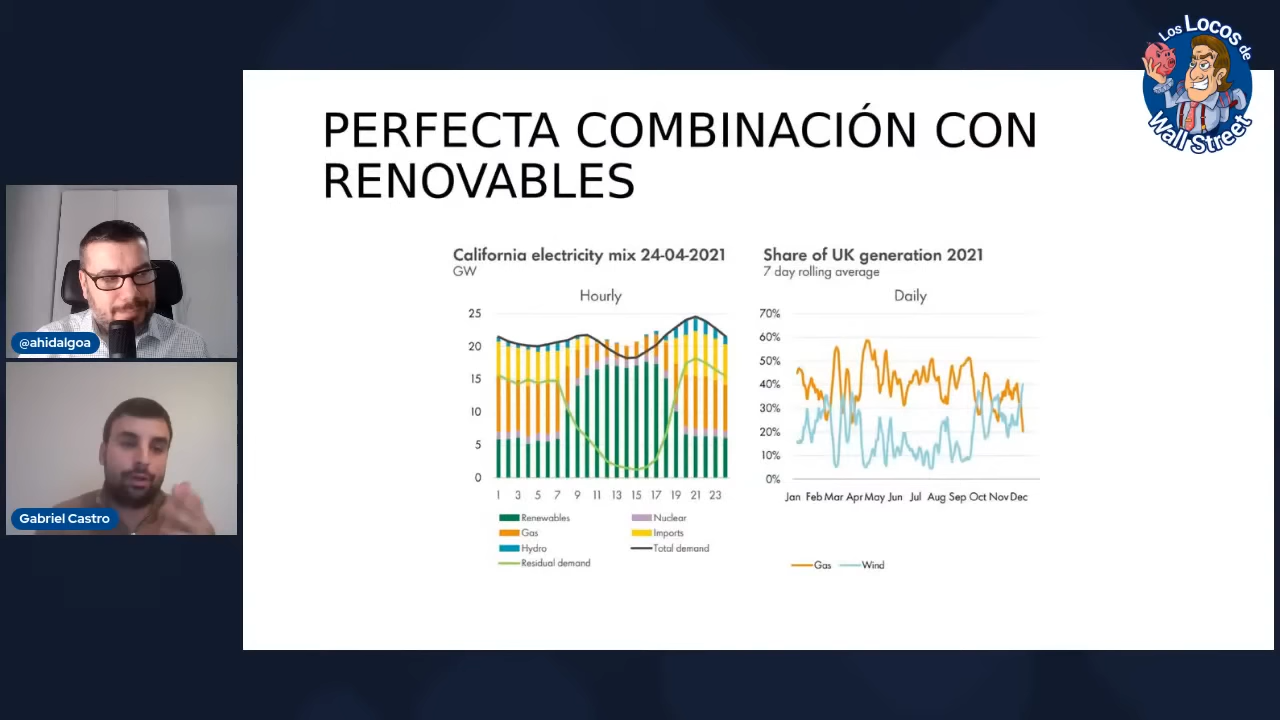 Los Locos de
Wall Street
PERFECTA COMBINACIÓN CON
RENOVABLES
California electricity mix 24-04-2021
GW
Hourly
25
20
15
10
5
0
1 3 5 7 9 11 13 15 17 19 21 23
Renewables
Nuclear
Gas
Imports
Hydro
Total demand
Residual demand
Share of UK generation 2021
7 day rolling average
Daily
70%
60%
50%
40%
30%
20%
10%
0%
Jan Feb Mar Apr May Jun Jul Aug Sep Oct Nov Dec
Gas Wind
@ahidalgoa
Gabriel Castro